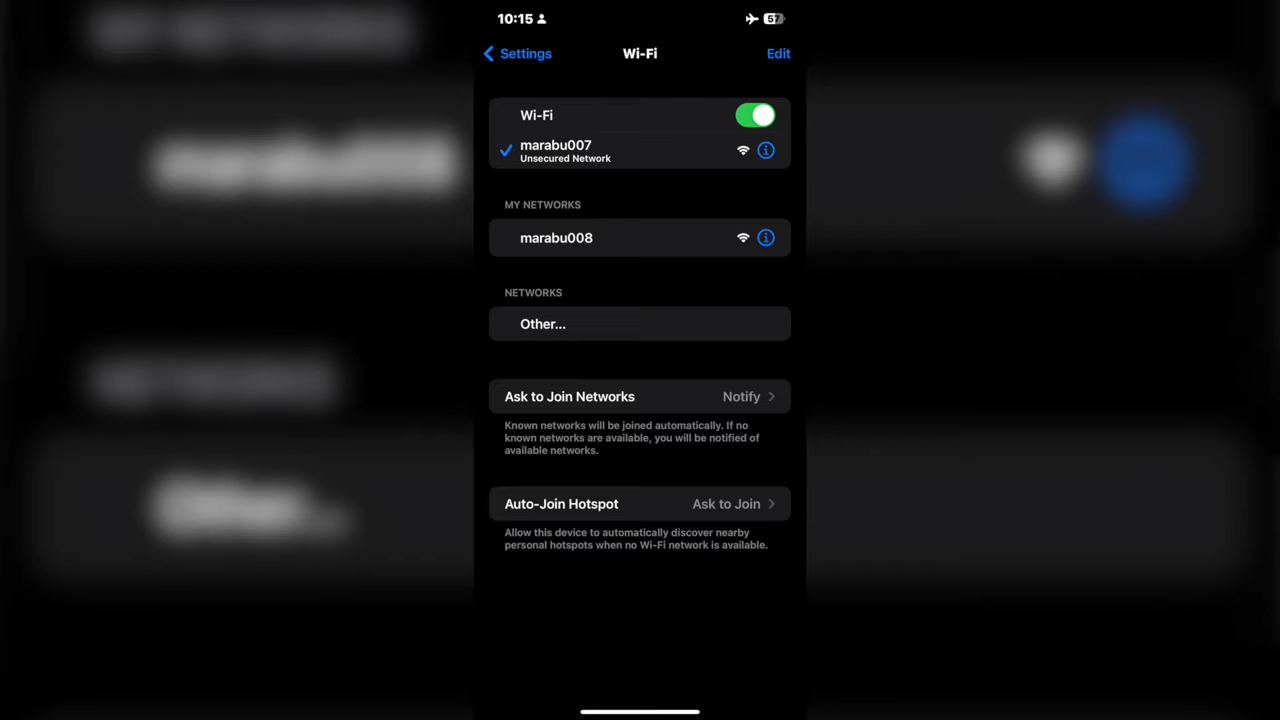 10:15
57
Settings
Wi-Fi
Edit
Wi-Fi
marabu007
Unsecured Network
MY NETWORKS
marabu008
NETWORKS
Other...
Ask to Join Networks
Notify
Known networks will be joined automatically. If no
known networks are available, you will be notified of
available networks.
Auto-Join Hotspot
Ask to Join
Allow this device to automatically discover nearby
personal hotspots when no Wi-Fi network is available.